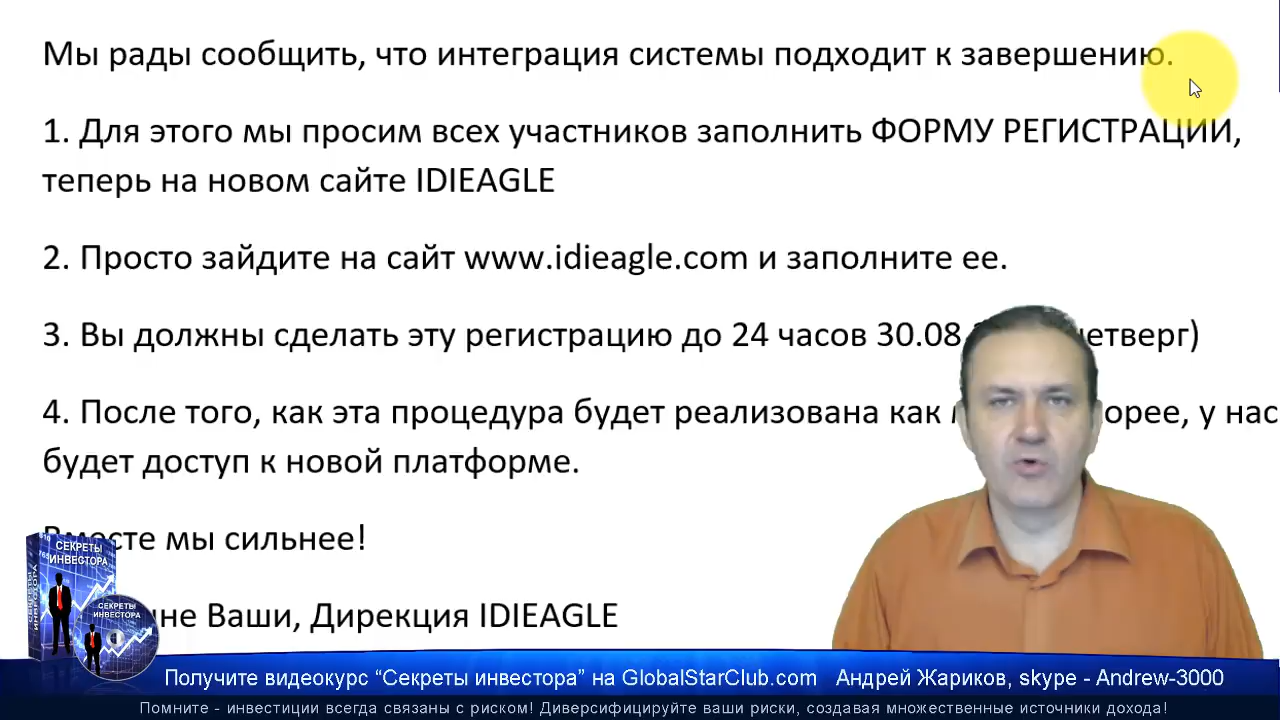 Мы рады сообщить, что интеграция системы подходит к завершению.
1. Для этого мы просим всех участников заполнить ФОРМУ РЕГИСТРАЦИИ,
теперь на новом сайте IDIEAGLE
2. Просто зайдите на сайт www.idieagle.com и заполните ее.
3. Вы должны сделать эту регистрацию до 24 часов 30.08
4. После того, как эта процедура будет реализована как у нас
будет доступ к новой платформе.
мы сильнее!
Ваши, Дирекция IDIEAGLE
СЕКРЕТЫ
ИНВЕСТОРА
СЕКРЕТЫ
ИНВЕСТОРА
СЕКРЕТЫ
ИНВЕСТОРА
Получите видеокурс “Секреты инвестора” на GlobalStarClub.com Андрей Жариков, skype - Andrew-3000
Помните - инвестиции всегда связаны с риском! Диверсифицируйте ваши риски, создавая множественные источники дохода!